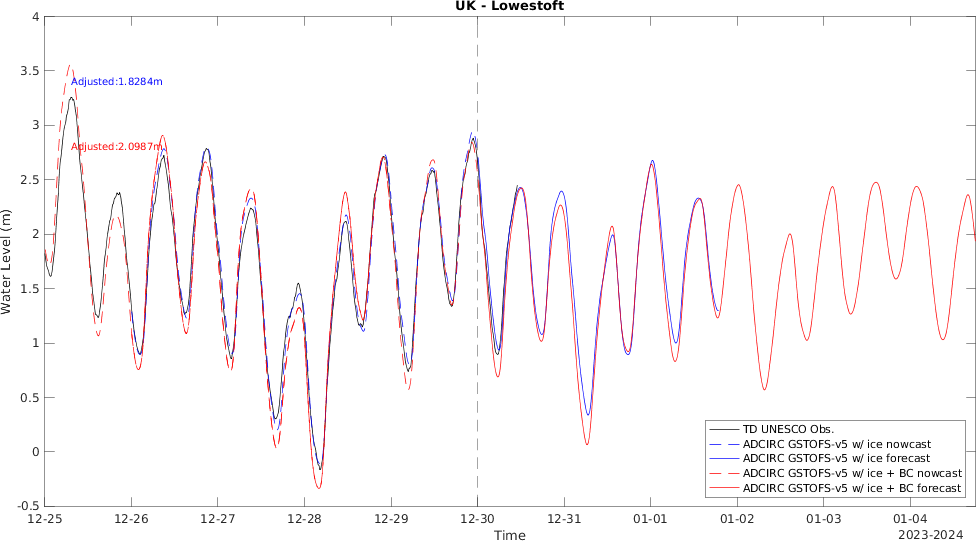 UK - Lowestoft
Water Level (m)
4
3.5
3
2.5
2
1.5
1
0.5
0
-0.5
Adjusted:1.8284m
Adjusted:2.0987m
TD UNESCO Obs.
ADCIRC GSTOFS-v5 w/ ice nowcast
ADCIRC GSTOFS-v5 w/ ice forecast
ADCIRC GSTOFS-v5 w/ ice + BC nowcast
ADCIRC GSTOFS-v5 w/ ice + BC forecast
12-25 12-26 12-27 12-28 12-29 12-30 12-31 01-01 01-02 01-03 01-04
Time
2023-2024